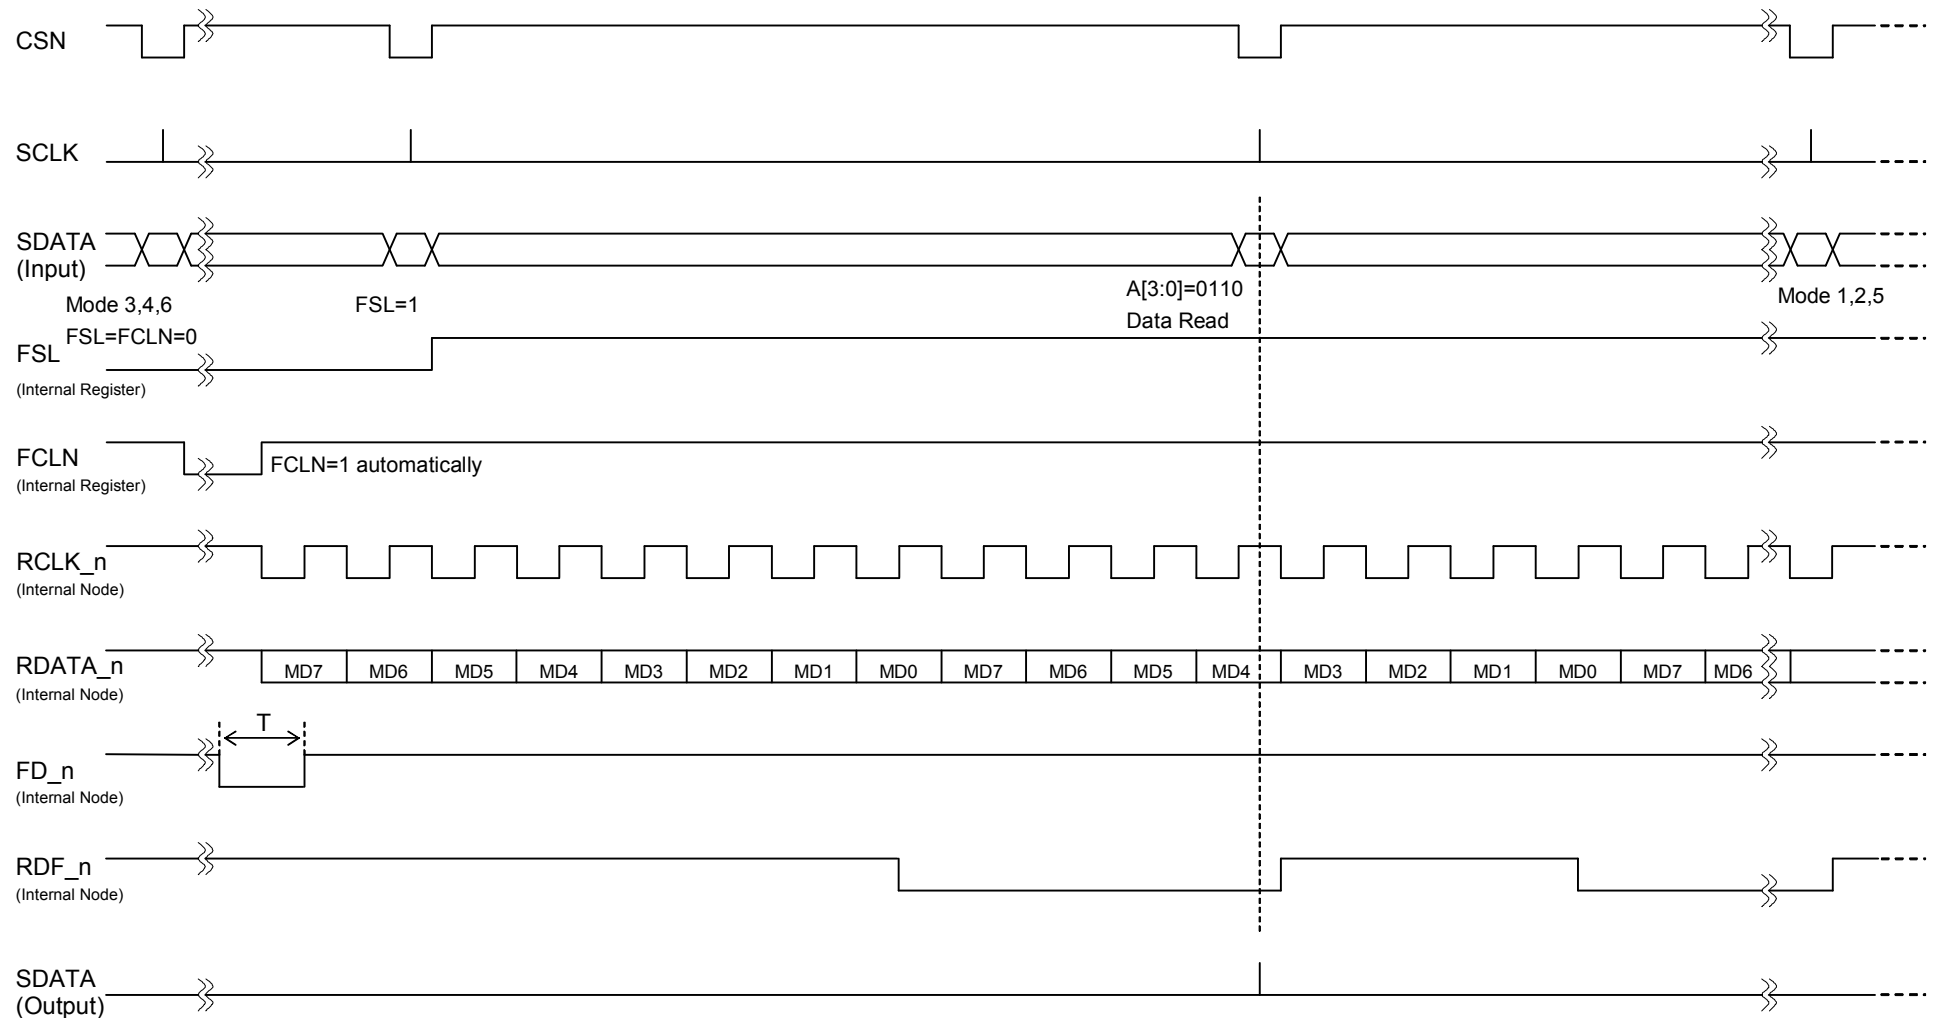 CSN
SCLK
SDATA
(Input)
Mode 3,4,6
FSL=FCLN=0
FSL=1
A[3:0]=0110
Data Read
Mode 1,2,5
FSL
(Internal Register)
FCLN
(Internal Register)
FCLN=1 automatically
RCLK_n
(Internal Node)
RDATA_n
(Internal Node)
MD7 MD6 MD5 MD4 MD3 MD2 MD1 MD0 MD7 MD6 MD5 MD4 MD3 MD2 MD1 MD0 MD7 MD6
T
FD_n
(Internal Node)
RDF_n
(Internal Node)
SDATA
(Output)